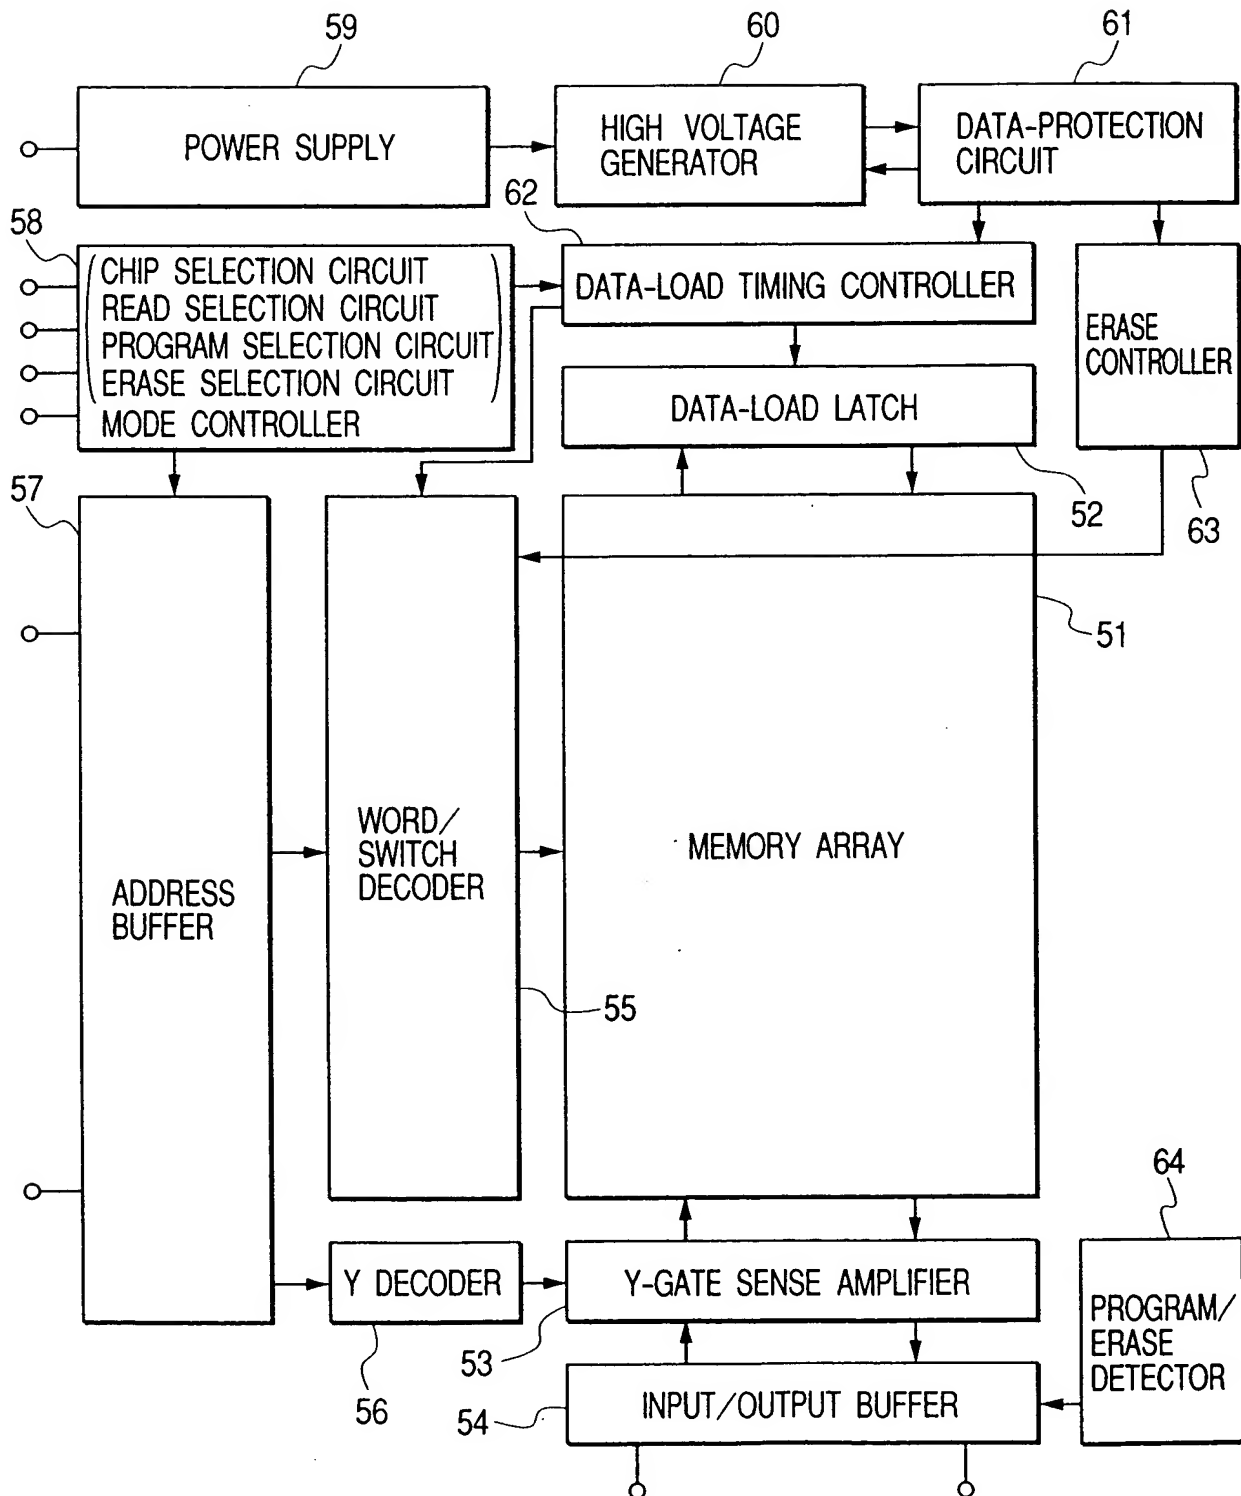 59
60
61
POWER SUPPLY
HIGH VOLTAGE
GENERATOR
DATA-PROTECTION
CIRCUIT
62
58
CHIP SELECTION CIRCUIT
READ SELECTION CIRCUIT
PROGRAM SELECTION CIRCUIT
ERASE SELECTION CIRCUIT
MODE CONTROLLER
DATA-LOAD TIMING CONTROLLER
ERASE
CONTROLLER
DATA-LOAD LATCH
57
52
63
51
WORD/
SWITCH
DECODER
MEMORY ARRAY
ADDRESS
BUFFER
55
64
Y DECODER
Y-GATE SENSE AMPLIFIER
PROGRAM/
ERASE
DETECTOR
53
56
54
INPUT/OUTPUT BUFFER